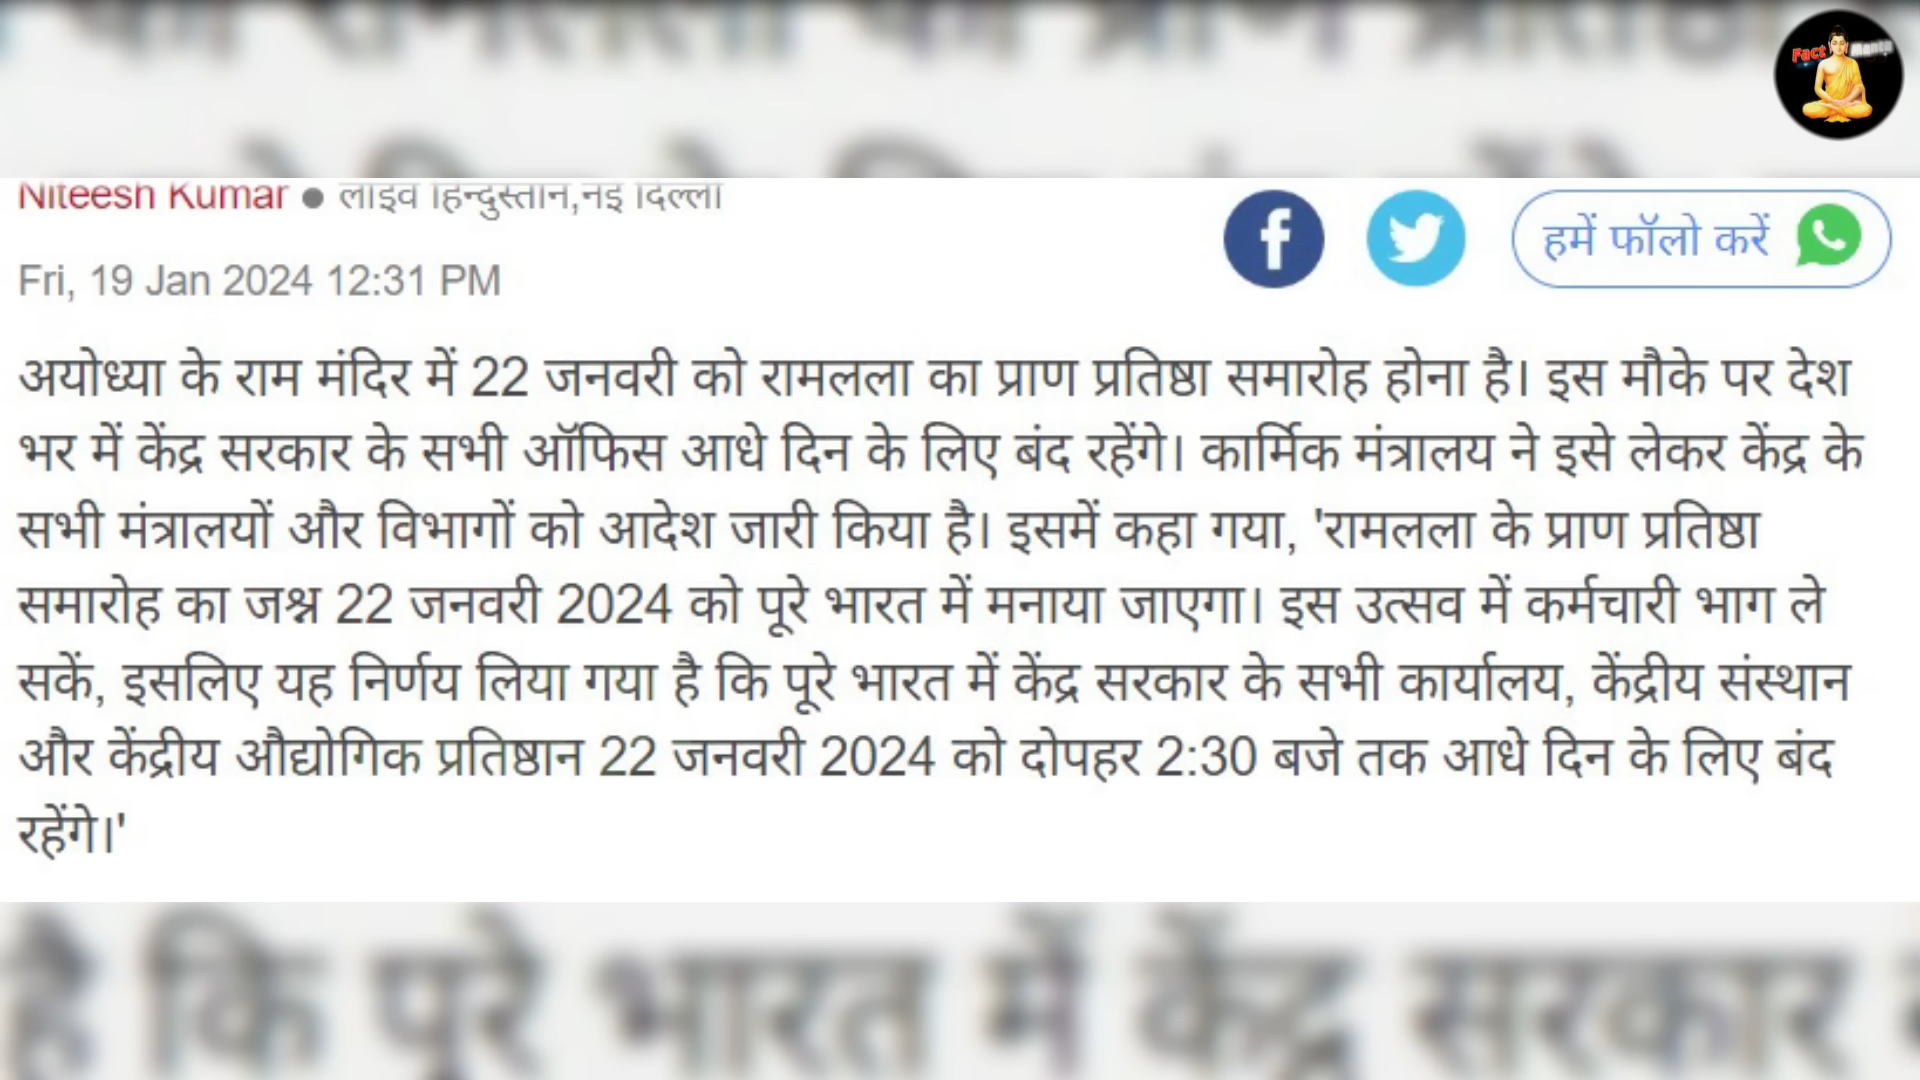 Fact Mantp
Niteesh Kumar ● लाइव हिन्दुस्तान,नई दिल्ली
Fri, 19 Jan 2024 12:31 PM
हमें फॉलो करें
अयोध्या के राम मंदिर में 22 जनवरी को रामलला का प्राण प्रतिष्ठा समारोह होना है। इस मौके पर देश
भर में केंद्र सरकार के सभी ऑफिस आधे दिन के लिए बंद रहेंगे। कार्मिक मंत्रालय ने इसे लेकर केंद्र के
सभी मंत्रालयों और विभागों को आदेश जारी किया है। इसमें कहा गया, 'रामलला के प्राण प्रतिष्ठा
समारोह का जश्न 22 जनवरी 2024 को पूरे भारत में मनाया जाएगा। इस उत्सव में कर्मचारी भाग ले
सकें, इसलिए यह निर्णय लिया गया है कि पूरे भारत में केंद्र सरकार के सभी कार्यालय, केंद्रीय संस्थान
और केंद्रीय औद्योगिक प्रतिष्ठान 22 जनवरी 2024 को दोपहर 2:30 बजे तक आधे दिन के लिए बंद
रहेंगे।'
है कि पूरे भारत में केंद्र सरकार